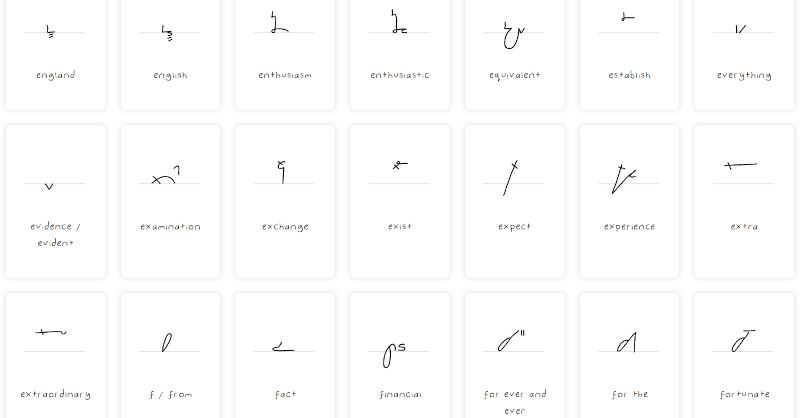 england
english
enthusiasm
enthusiastic
equivalent
establish
everything
evidence /
evident
examination
exchange
exist
expect
experience
extra
extraordinary
f / from
fact
financial
for ever and
ever
for the
fortunate